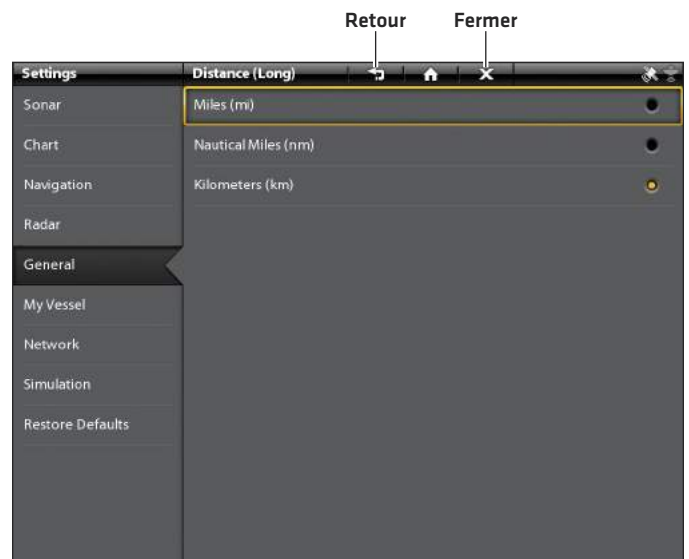 Retour Fermer
Settings Distance (Long)
Sonar Miles (mi)
Chart Nautical Miles (nm)
Navigation Kilometers (km)
Radar
General
My Vessel
Network
Simulation
Restore Defaults